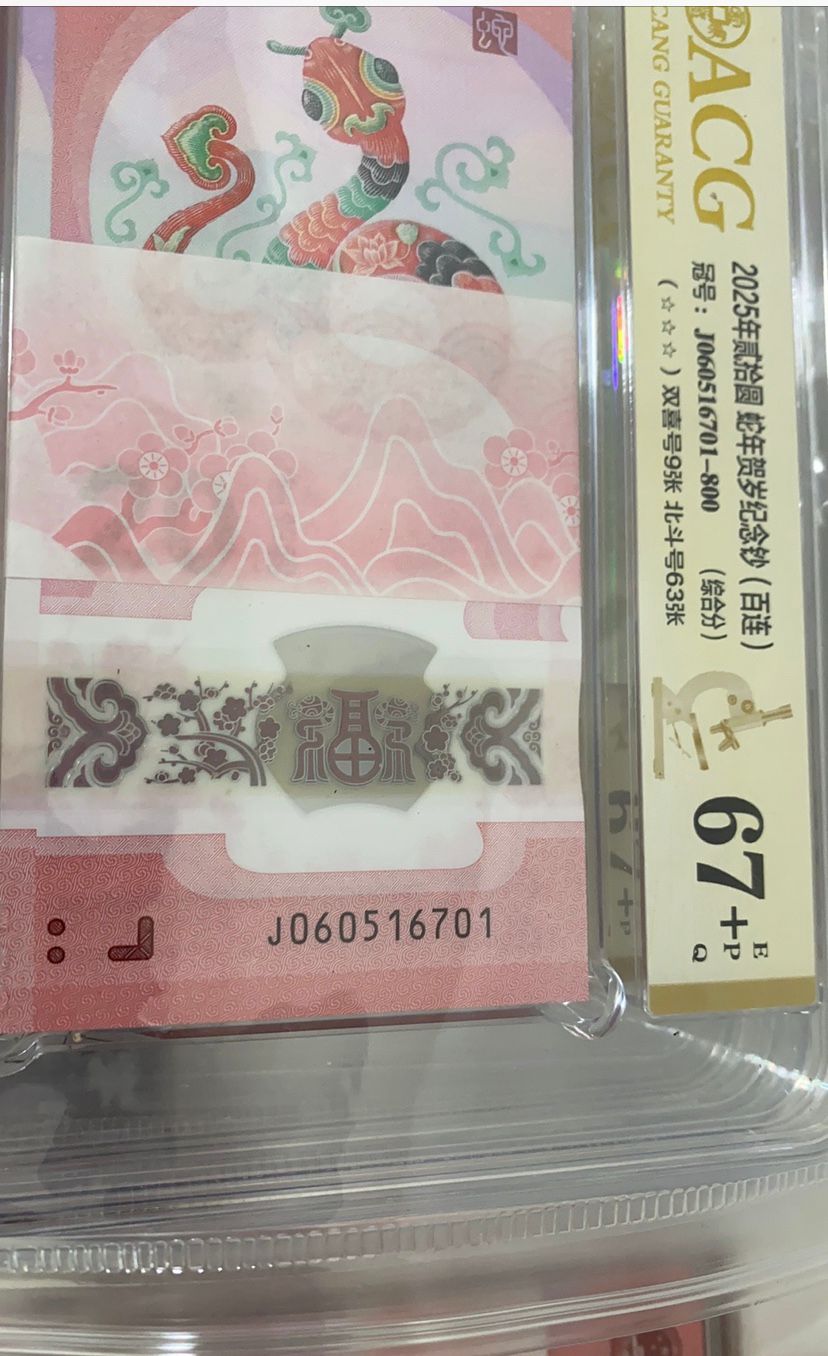 ACG
CANG GUARANTY
2025年贰拾圆 蛇年贺岁纪念钞（百连）
冠号：J060516701-800 （综合分）
（☆☆☆）双喜号9张 北斗号63张
67+
E
P
Q
J060516701